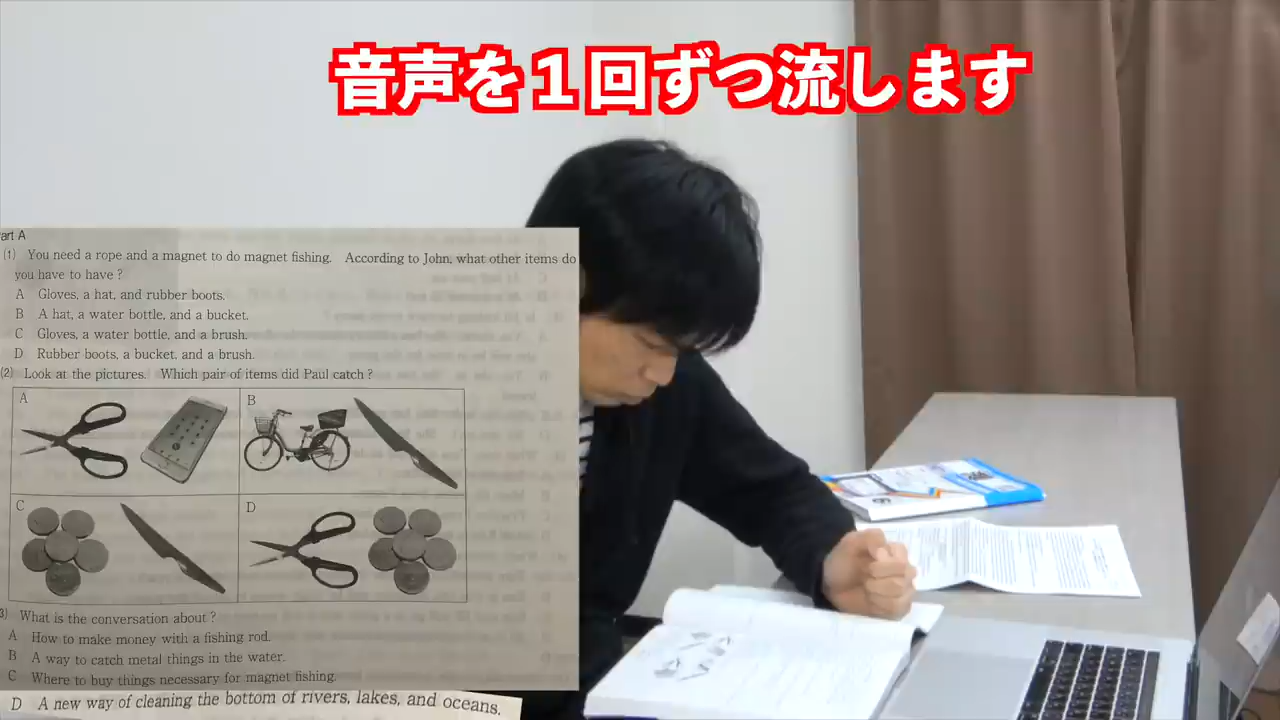 音声を1回ずつ流します
art A
(1) You need a rope and a magnet to do magnet fishing. According to John, what other items do
you have to have ?
A Gloves, a hat, and rubber boots.
B A hat, a water bottle, and a bucket.
C Gloves, a water bottle, and a brush.
D Rubber boots, a bucket, and a brush.
(2) Look at the pictures. Which pair of items did Paul catch ?
A
B
C
D
3) What is the conversation about ?
A How to make money with a fishing rod.
B A way to catch metal things in the water.
C Where to buy things necessary for magnet fishing.
D A new way of cleaning the bottom of rivers, lakes, and oceans.